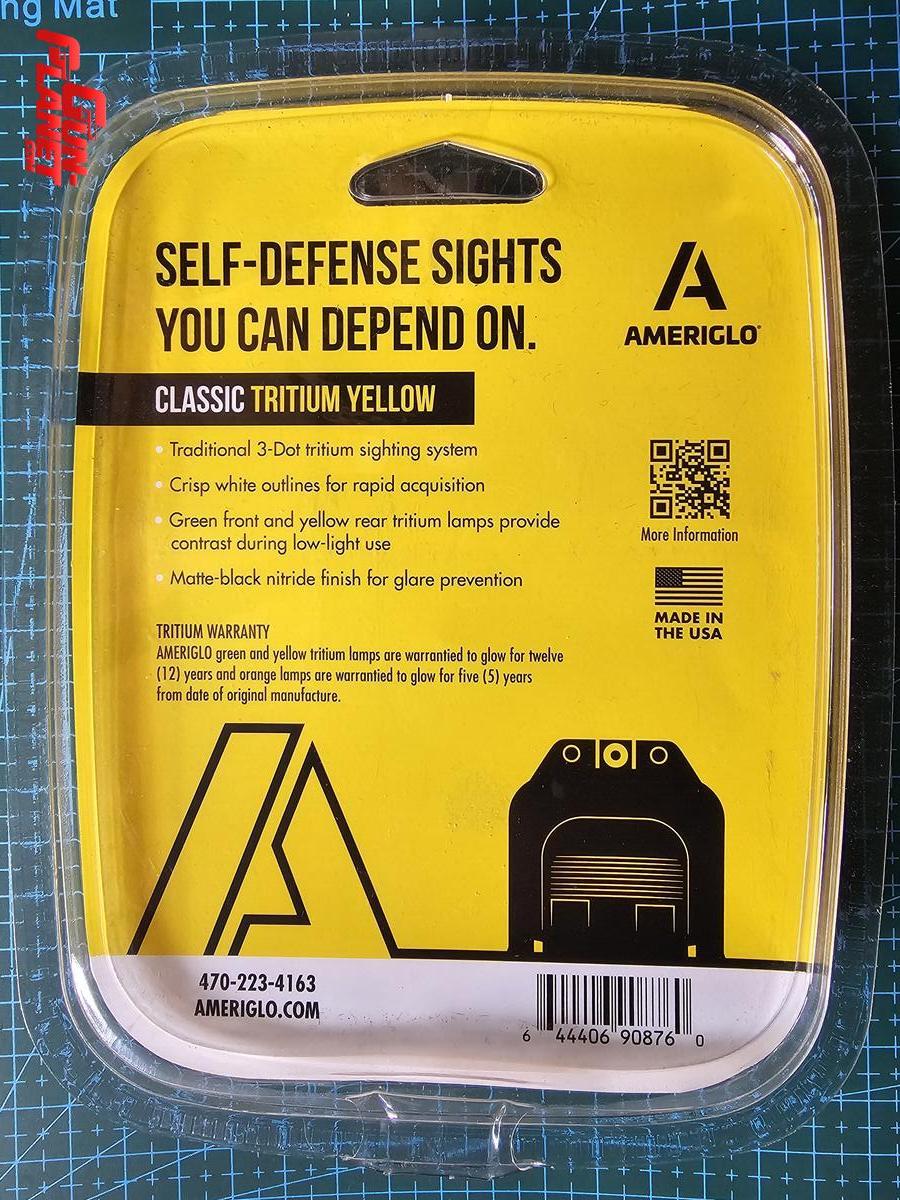 ng Mat
GUN-
PLANET
.COM
SELF-DEFENSE SIGHTS
YOU CAN DEPEND ON.
AMERIGLO®
CLASSIC TRITIUM YELLOW
• Traditional 3-Dot tritium sighting system
• Crisp white outlines for rapid acquisition
• Green front and yellow rear tritium lamps provide
contrast during low-light use
• Matte-black nitride finish for glare prevention
More Information
MADE IN
THE USA
TRITIUM WARRANTY
AMERIGLO green and yellow tritium lamps are warrantied to glow for twelve
(12) years and orange lamps are warrantied to glow for five (5) years
from date of original manufacture.
470-223-4163
AMERIGLO.COM
6 44406 90876 0